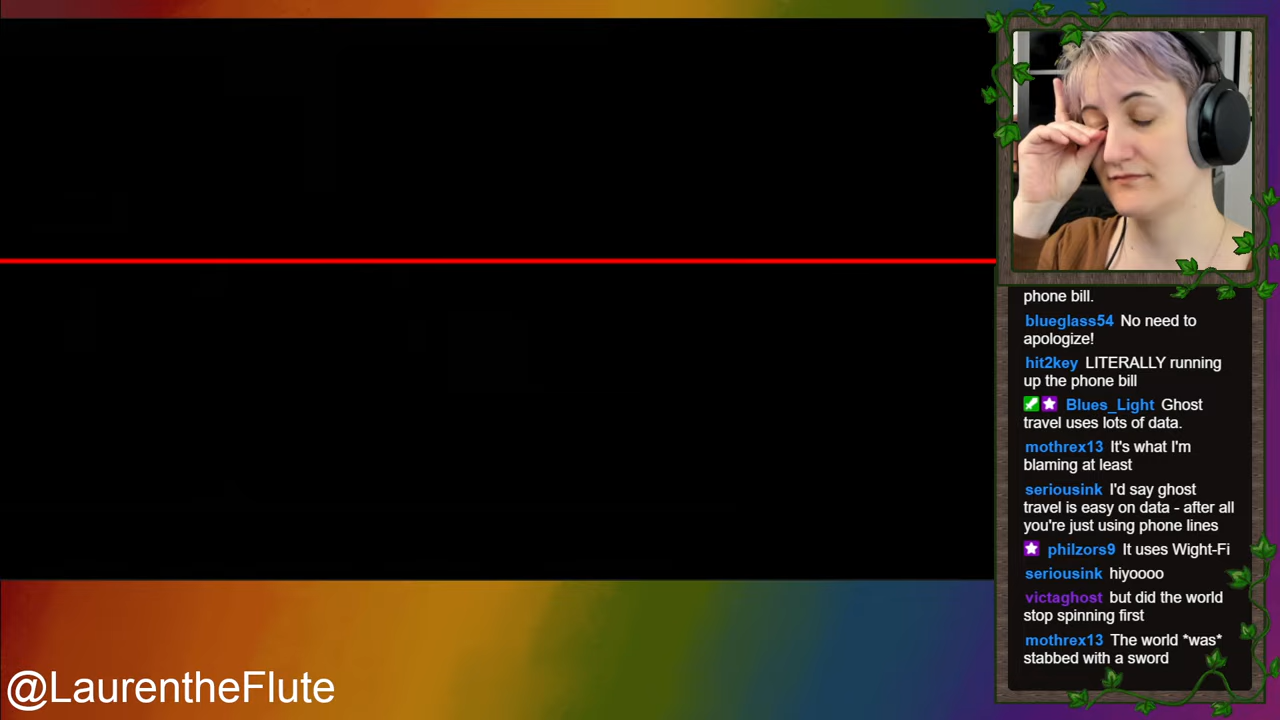 phone bill.
blueglass54 No need to
apologize!
hit2key LITERALLY running
up the phone bill
Blues_Light Ghost
travel uses lots of data.
mothrex13 It's what I'm
blaming at least
seriousink I'd say ghost
travel is easy on data - after all
you're just using phone lines
philzors9 It uses Wight-Fi
seriousink hiyoooo
victaghost but did the world
stop spinning first
mothrex13 The world *was*
stabbed with a sword
@LaurentheFlute